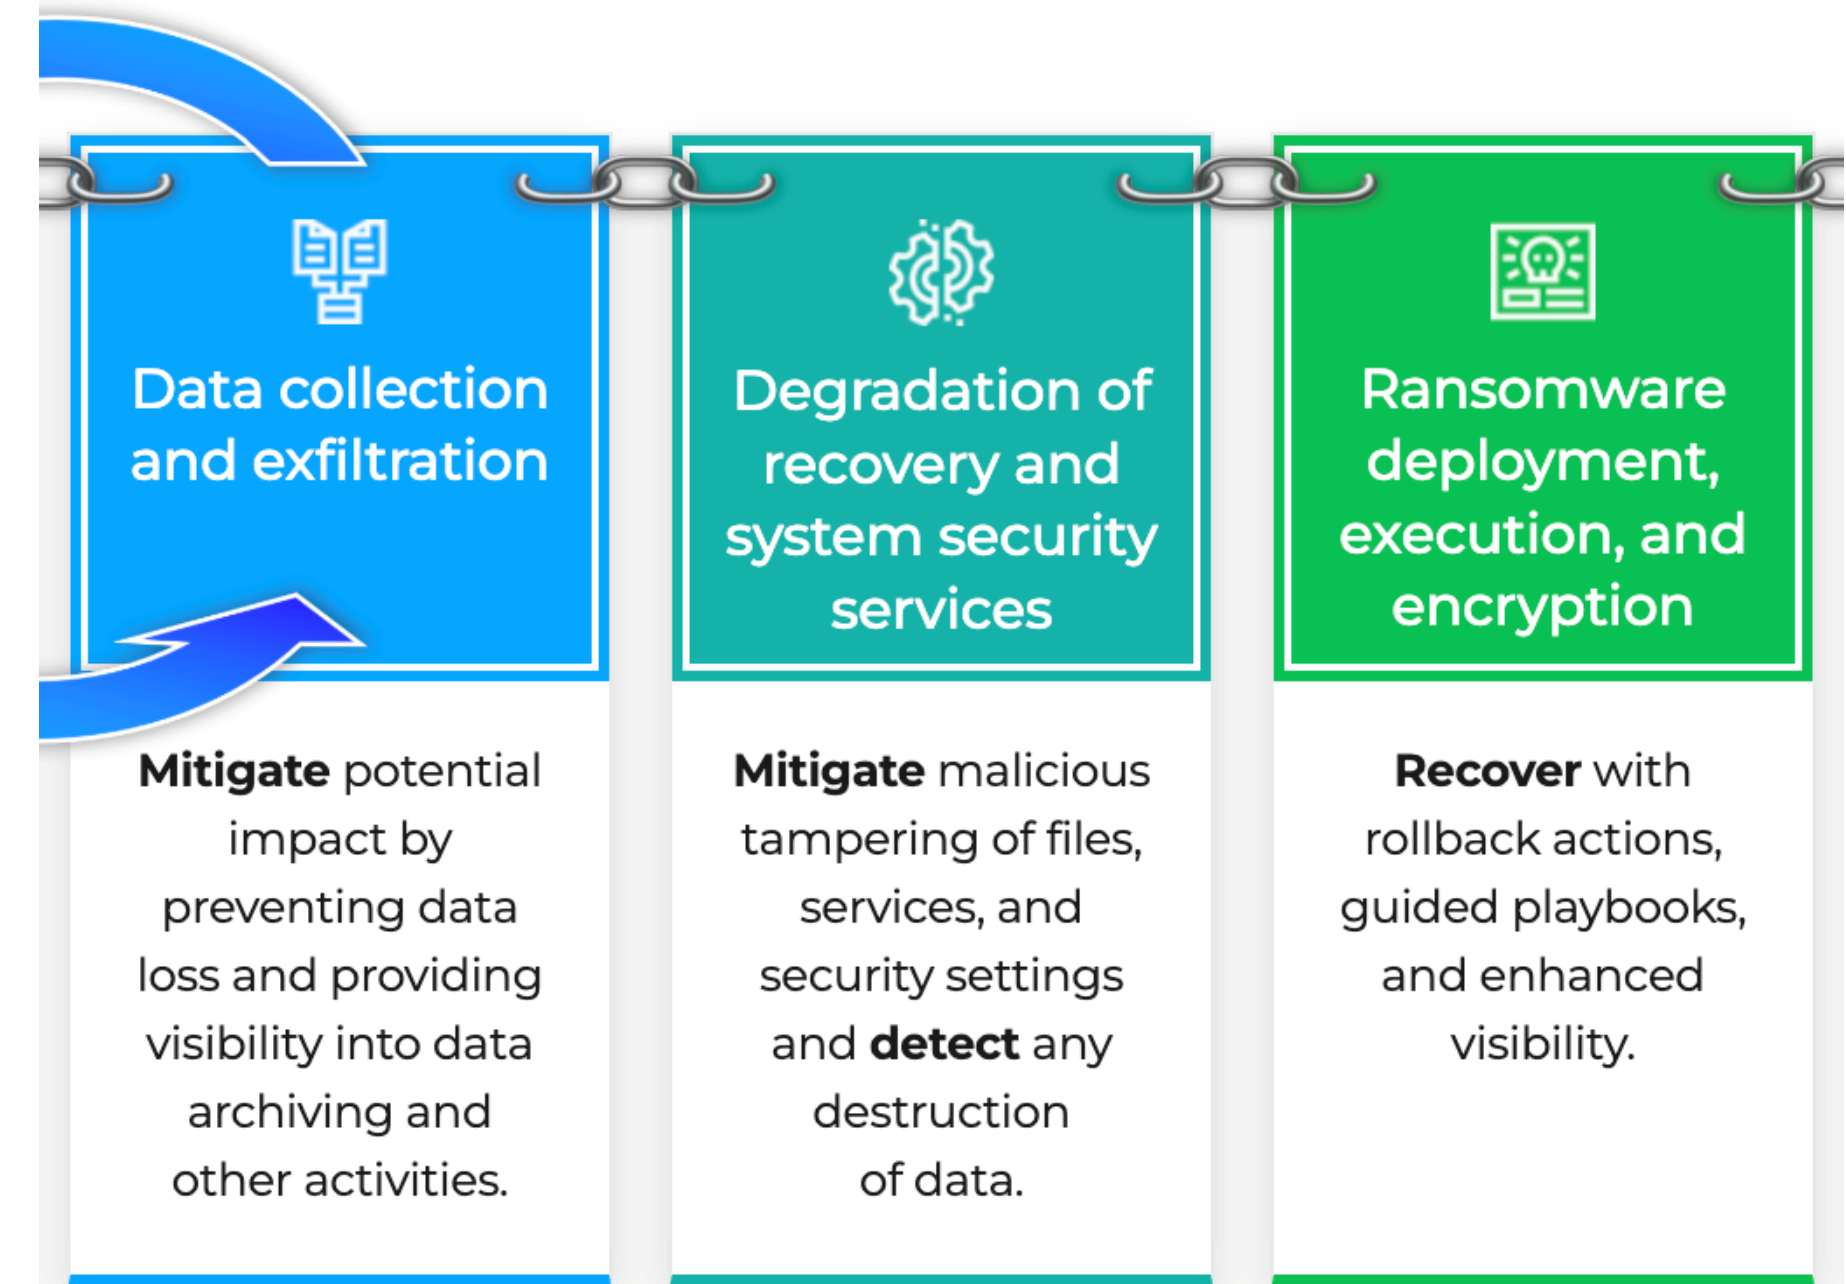 Data collection
and exfiltration
Mitigate potential
impact by
preventing data
loss and providing
visibility into data
archiving and
other activities.
Degradation of
recovery and
system security
services
Mitigate malicious
tampering of files,
services, and
security settings
and detect any
destruction
of data.
Ransomware
deployment,
execution, and
encryption
Recover with
rollback actions,
guided playbooks,
and enhanced
visibility.